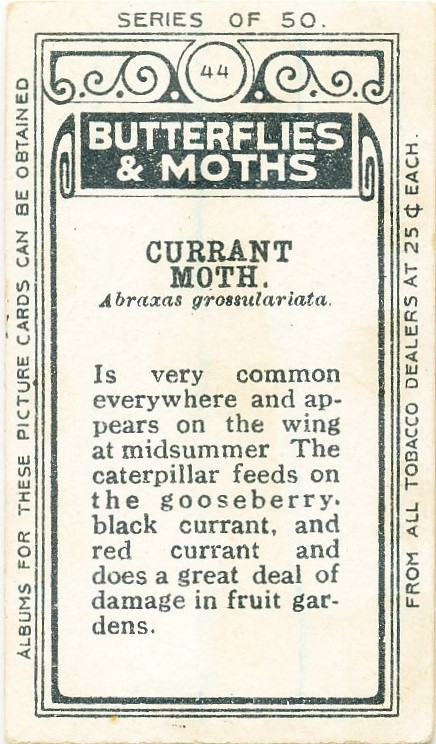 SERIES OF 50.
44
BUTTERFLIES
& MOTHS
CURRANT
MOTH.
Abraxas grossulariata.
Is very common
everywhere and ap-
pears on the wing
at midsummer The
caterpillar feeds on
the gooseberry.
black currant, and
red currant and
does a great deal of
damage in fruit gar-
dens.
ALBUMS FOR THESE PICTURE CARDS CAN BE OBTAINED
FROM ALL TOBACCO DEALERS AT 25 ¢ EACH.